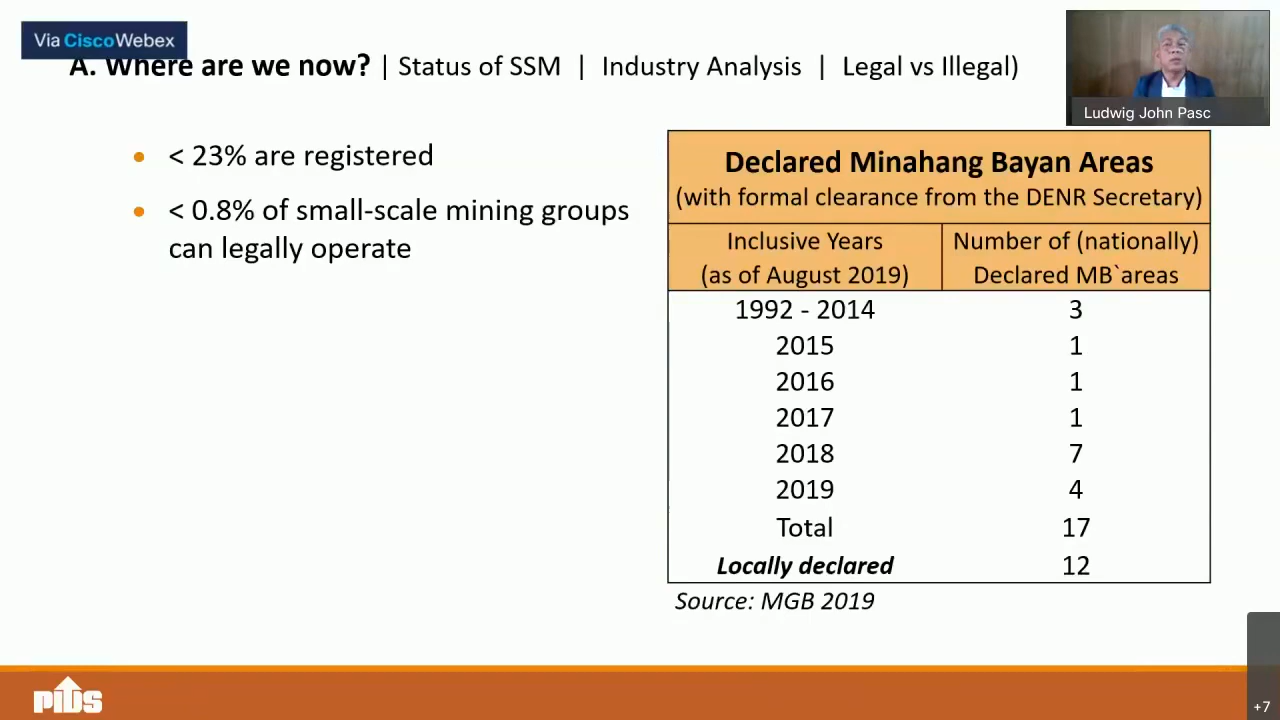 Via Cisco Webex
A. Where are we now? | Status of SSM | Industry Analysis | Legal vs Illegal)
Ludwig John Pasc
• < 23% are registered
• < 0.8% of small-scale mining groups
can legally operate
Declared Minahang Bayan Areas
(with formal clearance from the DENR Secretary)
Inclusive Years
(as of August 2019)
Number of (nationally)
Declared MB`areas
1992 - 2014 3
2015 1
2016 1
2017 1
2018 7
2019 4
Total 17
Locally declared 12
Source: MGB 2019
PIDS
+7